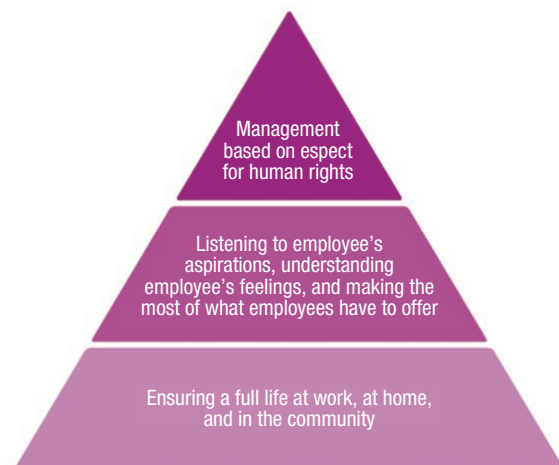 Management
based on espect
for human rights
Listening to employee's
aspirations, understanding
employee's feelings, and making the
most of what employees have to offer
Ensuring a full life at work, at home,
and in the community